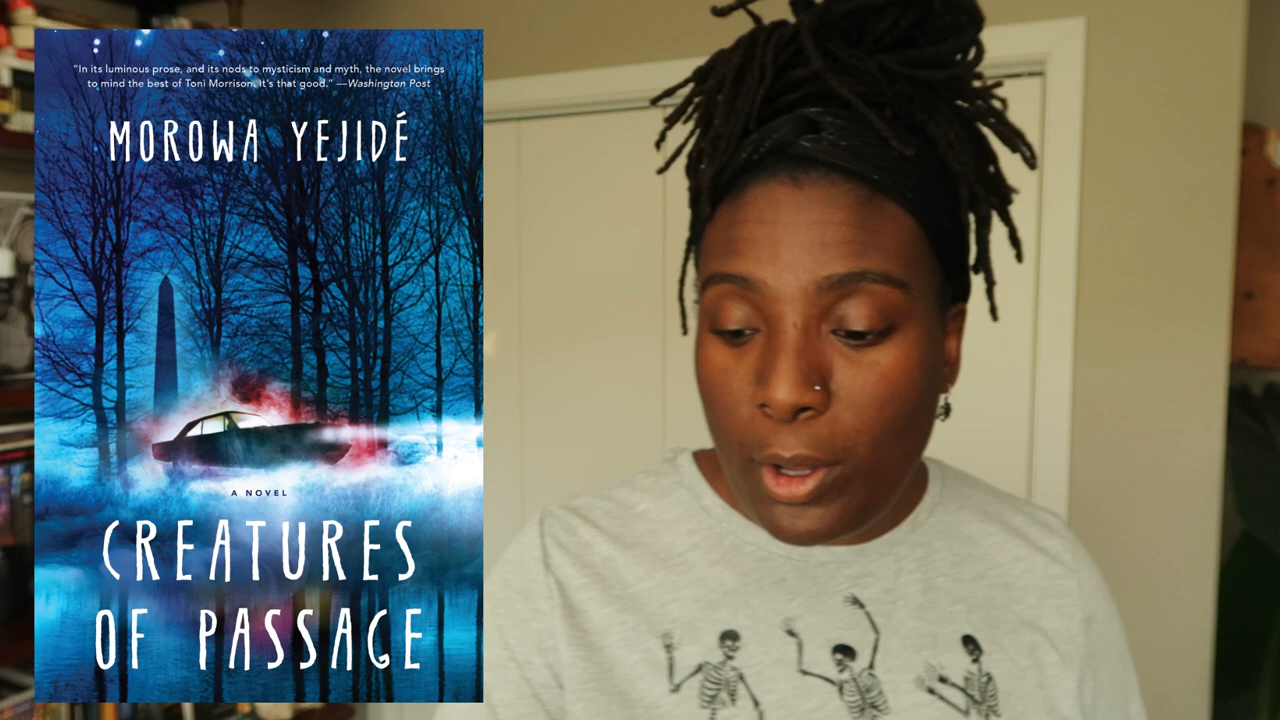 “In its luminous prose, and its nods to mysticism and myth, the novel brings
to mind the best of Toni Morrison. It’s that good.” —Washington Post
MOROWA YEJIDÉ
A NOVEL
CREATURES
OF PASSAGE